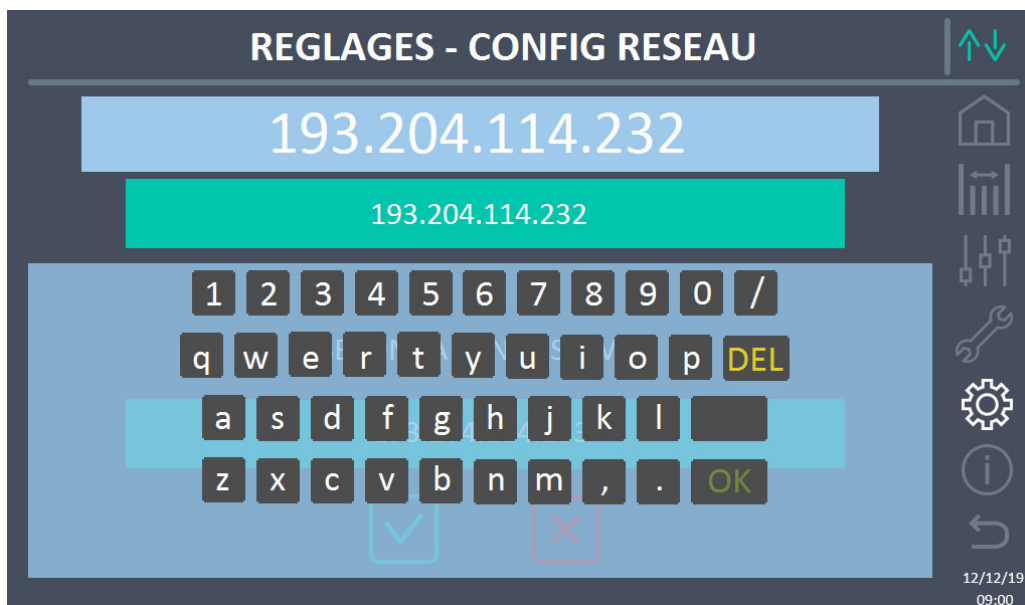 REGLAGES - CONFIG RESEAU
193.204.114.232
193.204.114.232
1 2 3 4 5 6 7 8 9 0 /
q w e r t y u i o p DEL
a s d f g h j k l
z x c v b n m , . OK
12/12/19
09:00